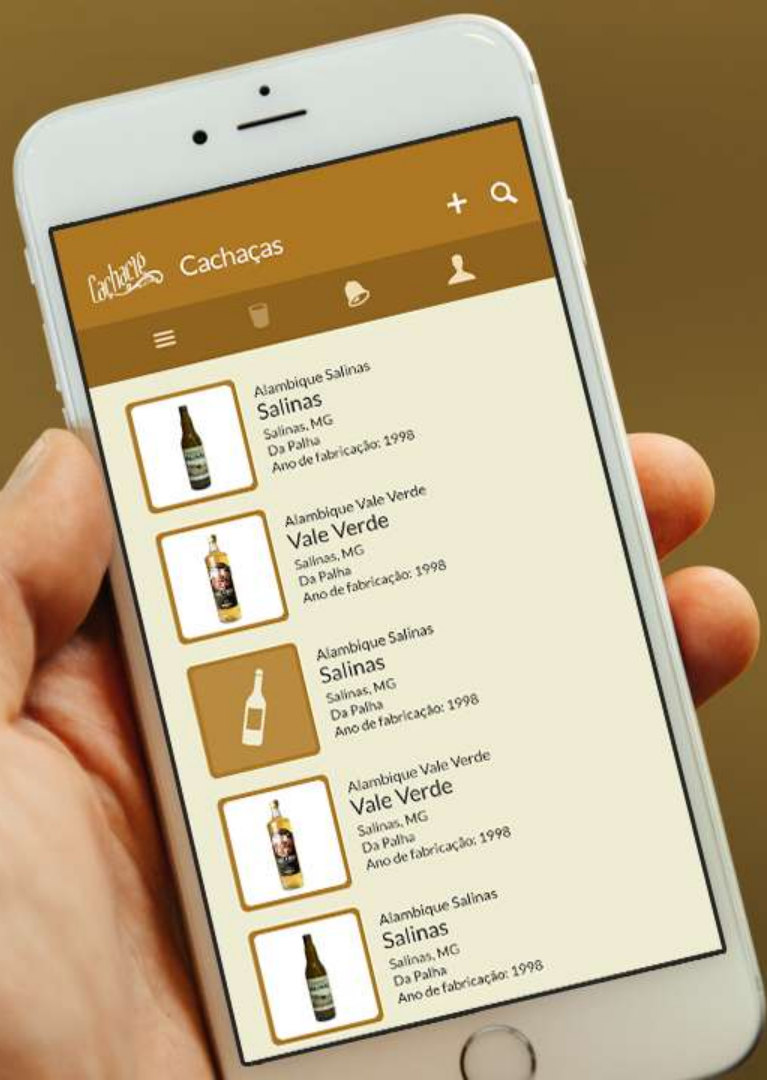 Cachacie
Cachaças
Alambique Salinas
Salinas
Salinas, MG
Da Palha
Ano de fabricação: 1998
Alambique Vale Verde
Vale Verde
Salinas, MG
Da Palha
Ano de fabricação: 1998
Alambique Salinas
Salinas
Salinas, MG
Da Palha
Ano de fabricação: 1998
Alambique Vale Verde
Vale Verde
Salinas, MG
Da Palha
Ano de fabricação: 1998
Alambique Salinas
Salinas
Salinas, MG
Da Palha
Ano de fabricação: 1998